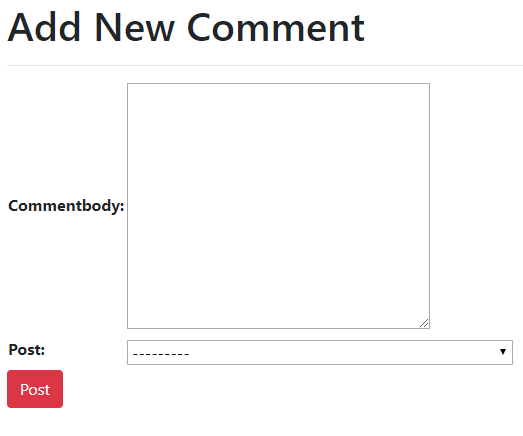 Add New Comment
Commentbody:
Post: ---------
Post